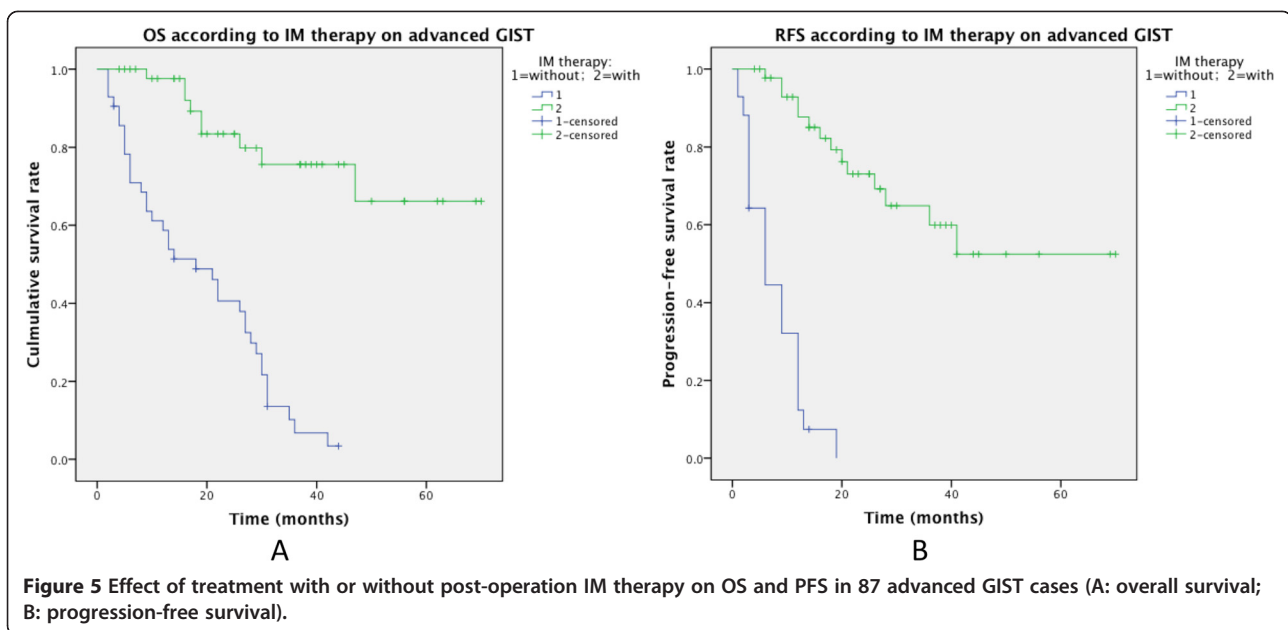 OS according to IM therapy on advanced GIST
IM therapy:
1=without; 2=with
1
2
1-censored
2-censored
Culmulative survival rate
1.0
0.8
0.6
0.4
0.2
0.0
0
20
40
60
Time (months)
A
RFS according to IM therapy on advanced GIST
IM therapy
1=without; 2=with
1
2
1-censored
2-censored
Progression-free survival rate
1.0
0.8
0.6
0.4
0.2
0.0
0
20
40
60
Time (months)
B
Figure 5 Effect of treatment with or without post-operation IM therapy on OS and PFS in 87 advanced GIST cases (A: overall survival;
B: progression-free survival).